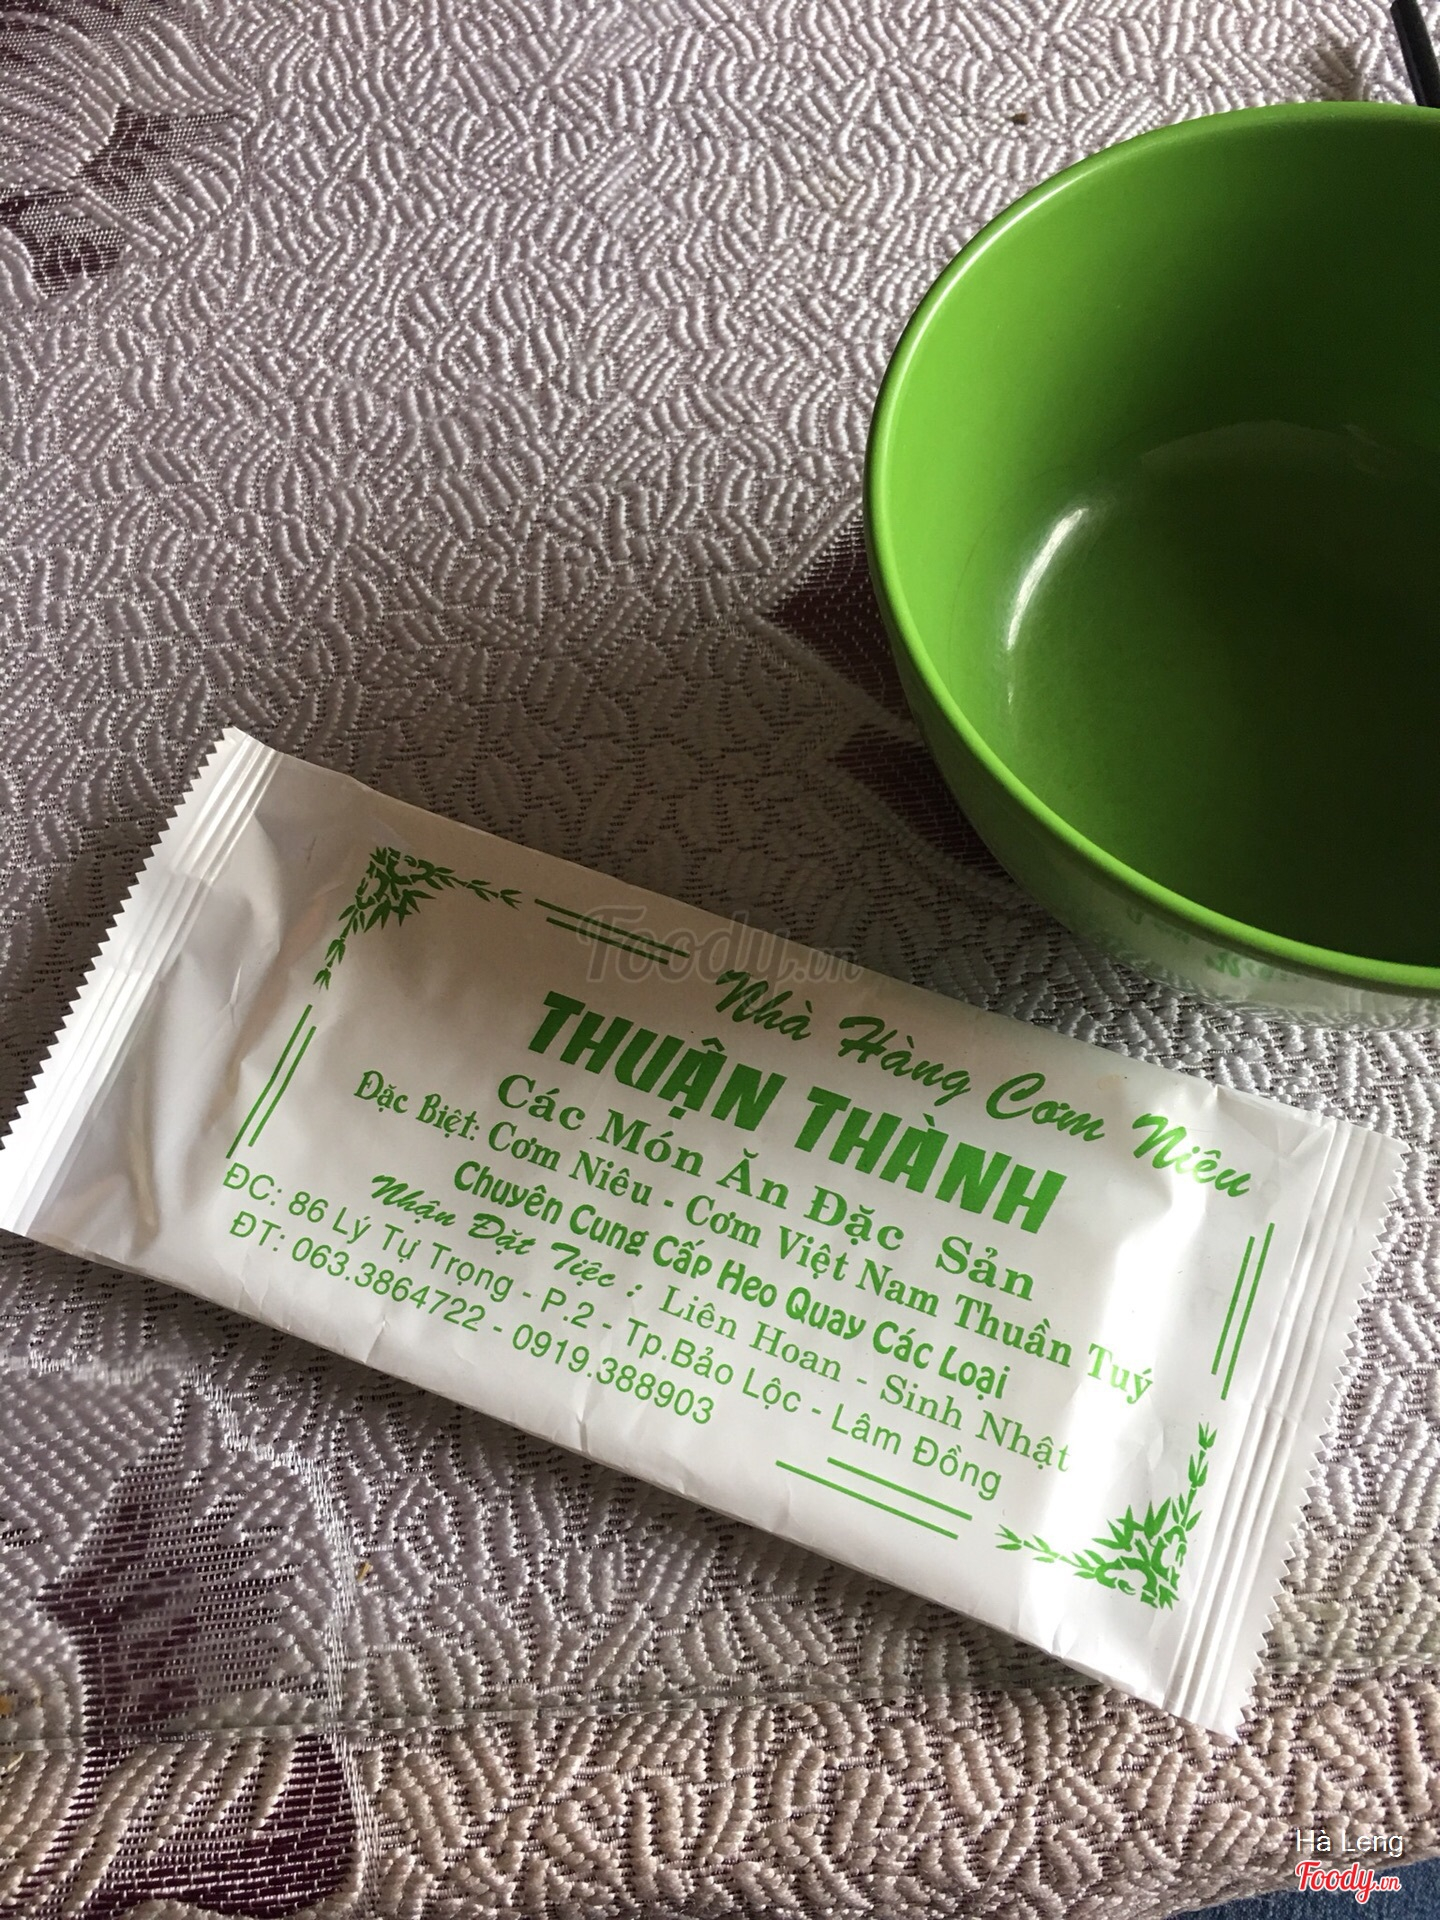 Nhà Hàng Cơm Niêu
THUẬN THÀNH
Các Món Ăn Đặc Sản
Đặc Biệt: Cơm Niêu - Cơm Việt Nam Thuần Tuý
Chuyên Cung Cấp Heo Quay Các Loại
Nhận Đặt Tiệc : Liên Hoan - Sinh Nhật
ĐC: 86 Lý Tự Trọng - P.2 - Tp.Bảo Lộc - Lâm Đồng
ĐT: 063.3864722 - 0919.388903
Foody.vn
Hà Leng
Foody.vn